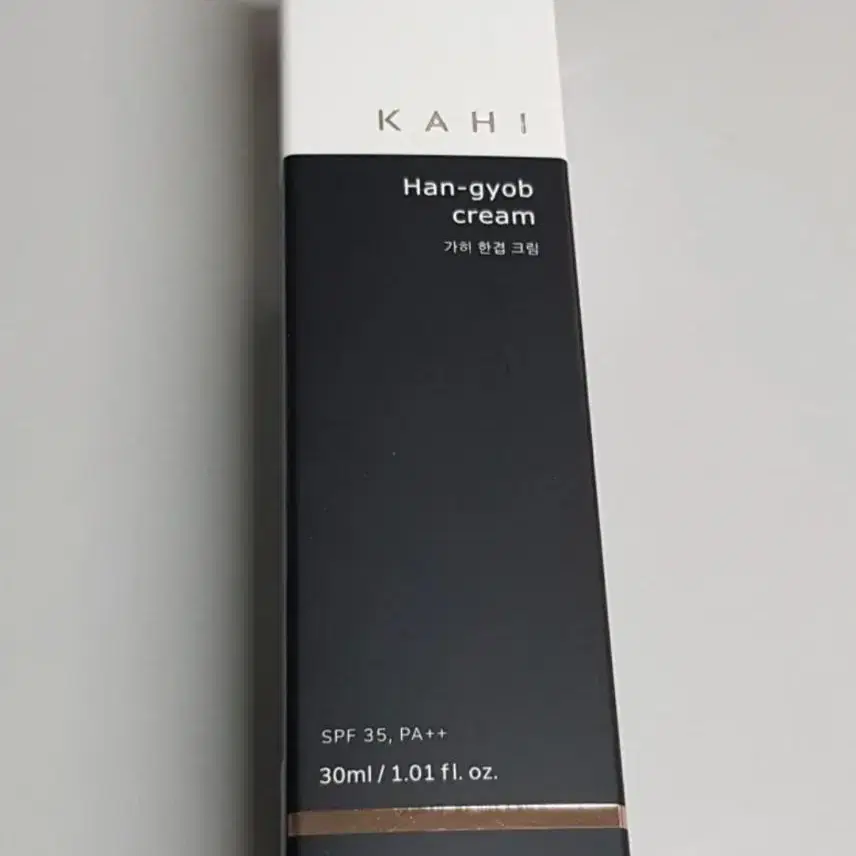 KAHI
Han-gyob
cream
가히 한겹 크림
SPF 35, PA++
30ml / 1.01 fl. oz.